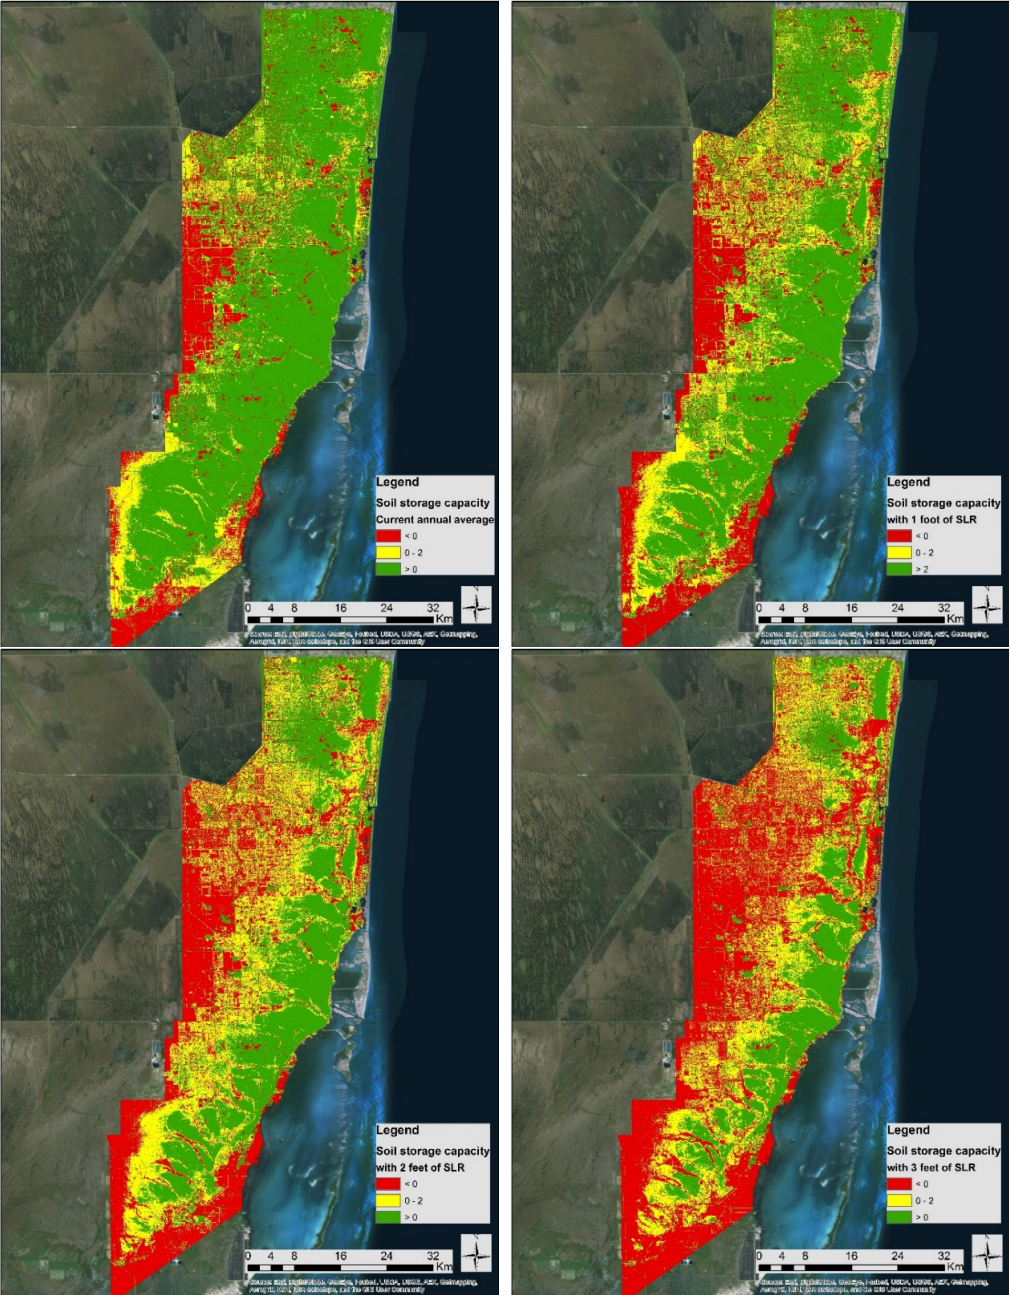 Legend
Soil storage capacity
Current annual average
< 0
0 - 2
> 0
0 4 8 16 24 32
Km
Legend
Soil storage capacity
with 1 foot of SLR
< 0
0 - 2
> 2
0 4 8 16 24 32
Km
Legend
Soil storage capacity
with 2 feet of SLR
< 0
0 - 2
> 0
0 4 8 16 24 32
Km
Legend
Soil storage capacity
with 3 feet of SLR
< 0
0 - 2
> 0
0 4 8 16 24 32
Km